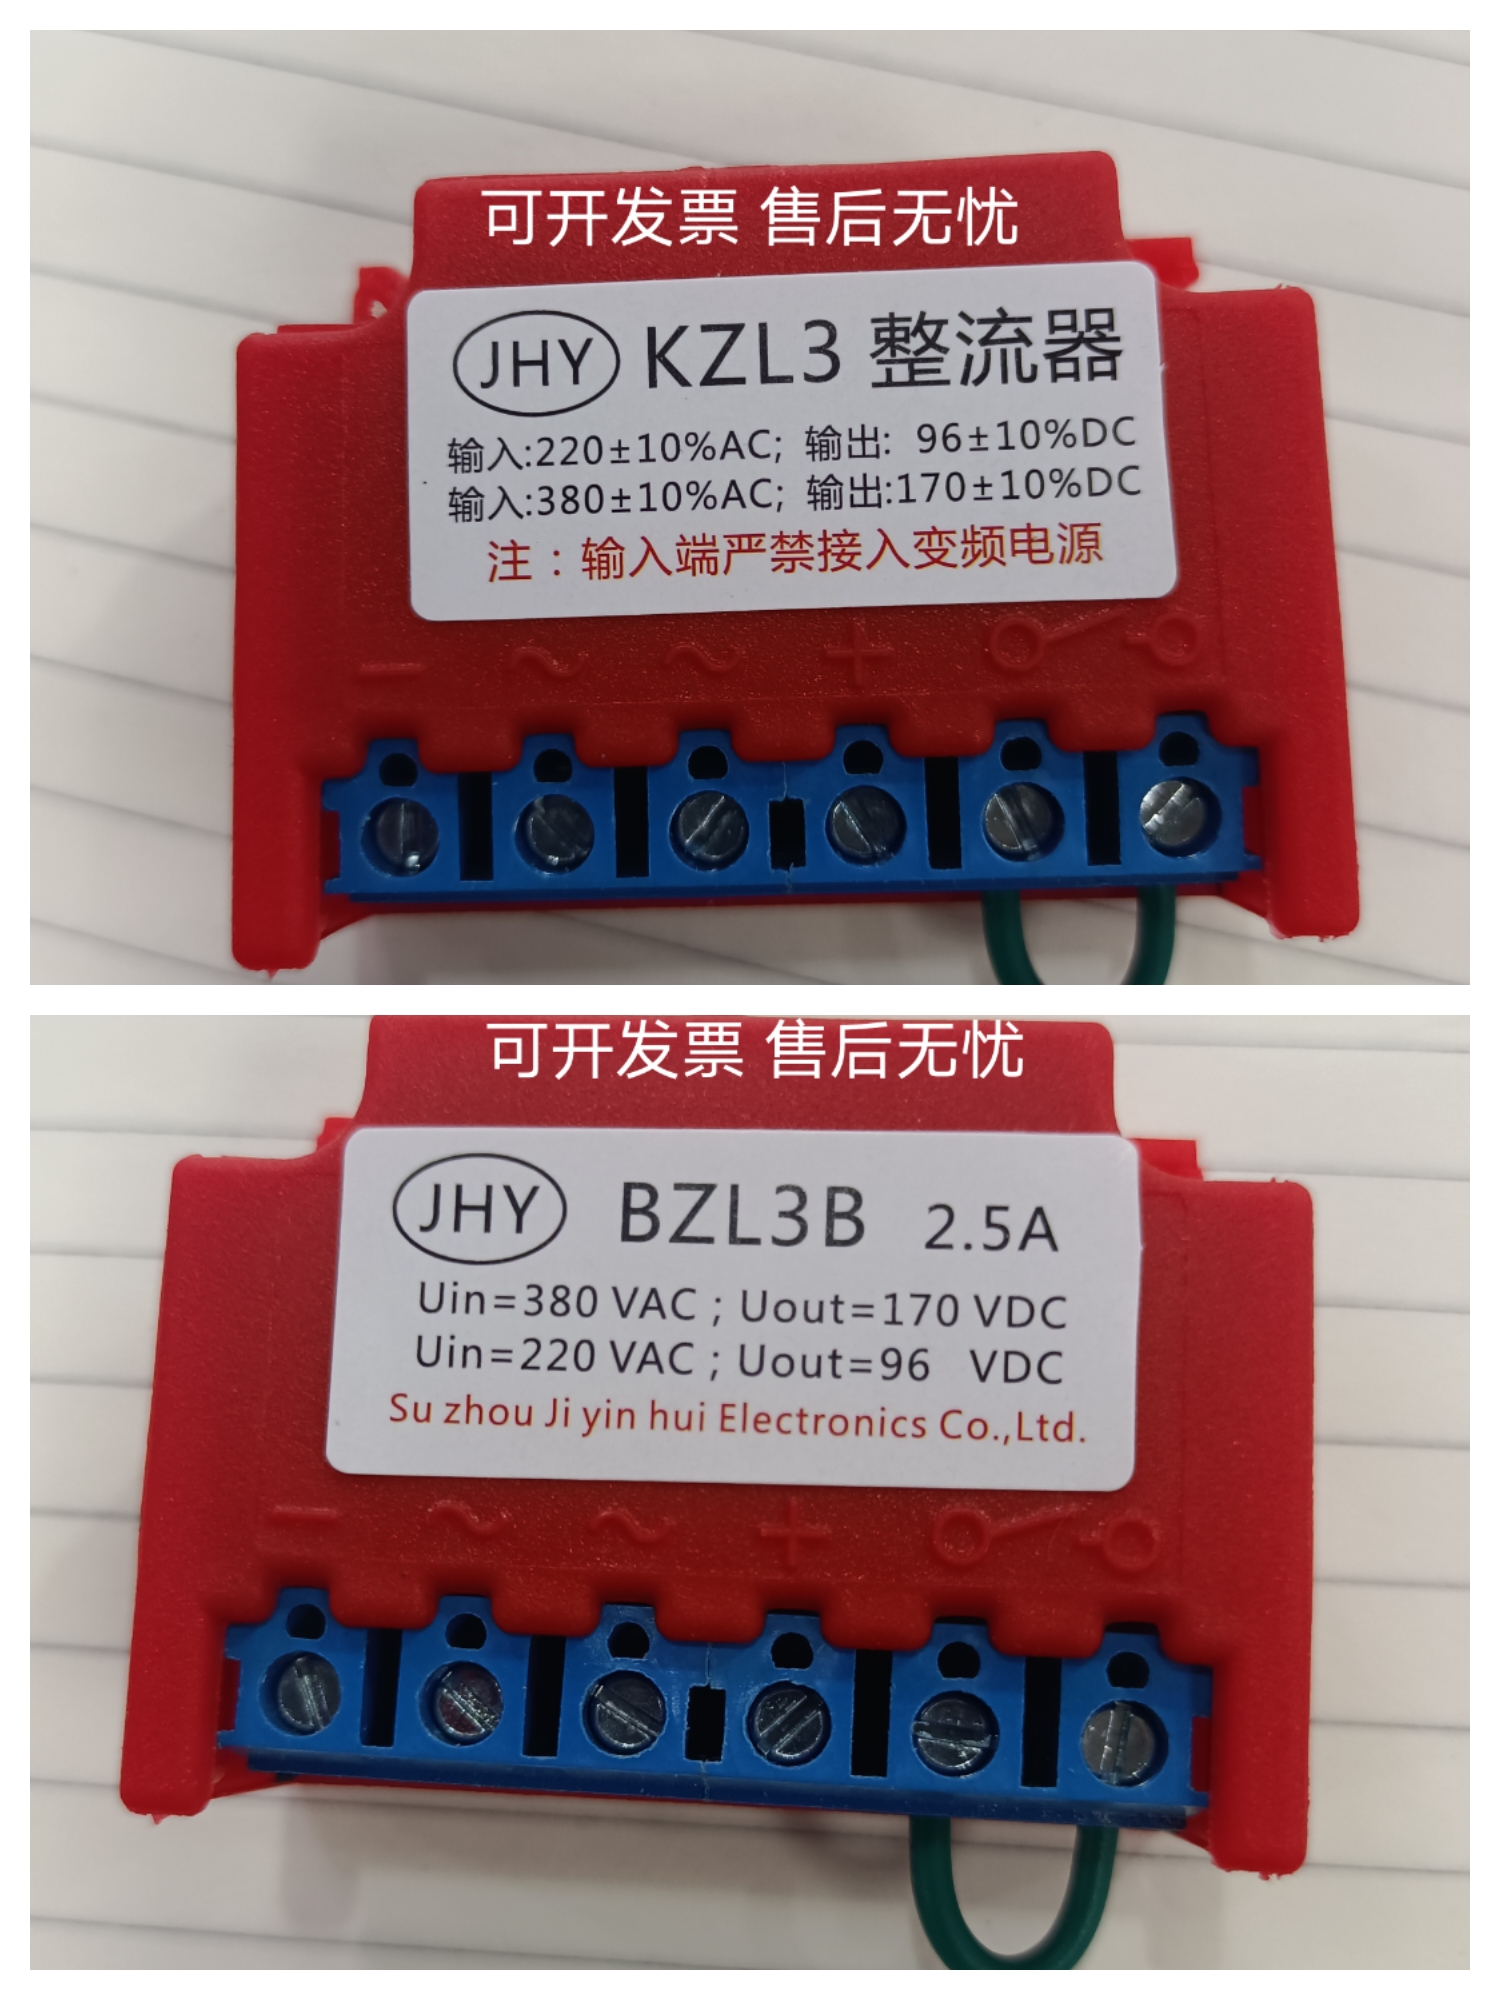 可开发票 售后无忧
JHY KZL3 整流器
输入:220±10%AC; 输出: 96±10%DC
输入:380±10%AC; 输出:170±10%DC
注:输入端严禁接入变频电源
− ~ ~ +
可开发票 售后无忧
JHY BZL3B 2.5A
Uin=380 VAC ; Uout=170 VDC
Uin=220 VAC ; Uout=96 VDC
Su zhou Ji yin hui Electronics Co.,Ltd.
− ~ ~ +